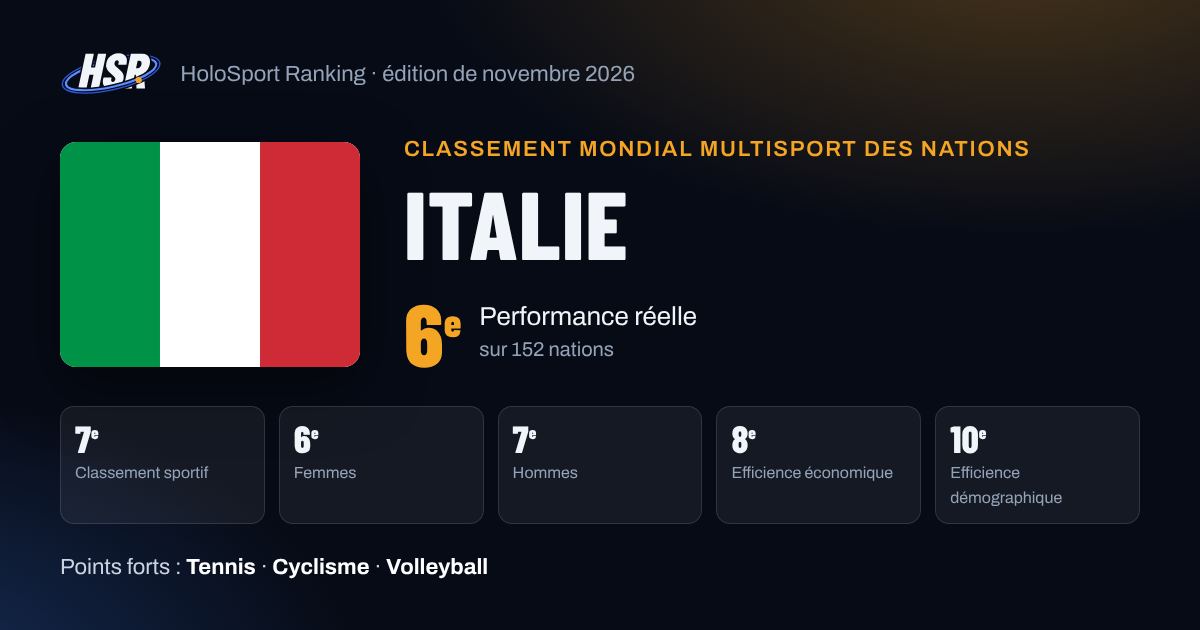 HSR
HoloSport Ranking · édition de novembre 2026
CLASSEMENT MONDIAL MULTISPORT DES NATIONS
ITALIE
6e
Performance réelle
sur 152 nations
7e
Classement sportif
6e
Femmes
7e
Hommes
8e
Efficience économique
10e
Efficience
démographique
Points forts : Tennis · Cyclisme · Volleyball